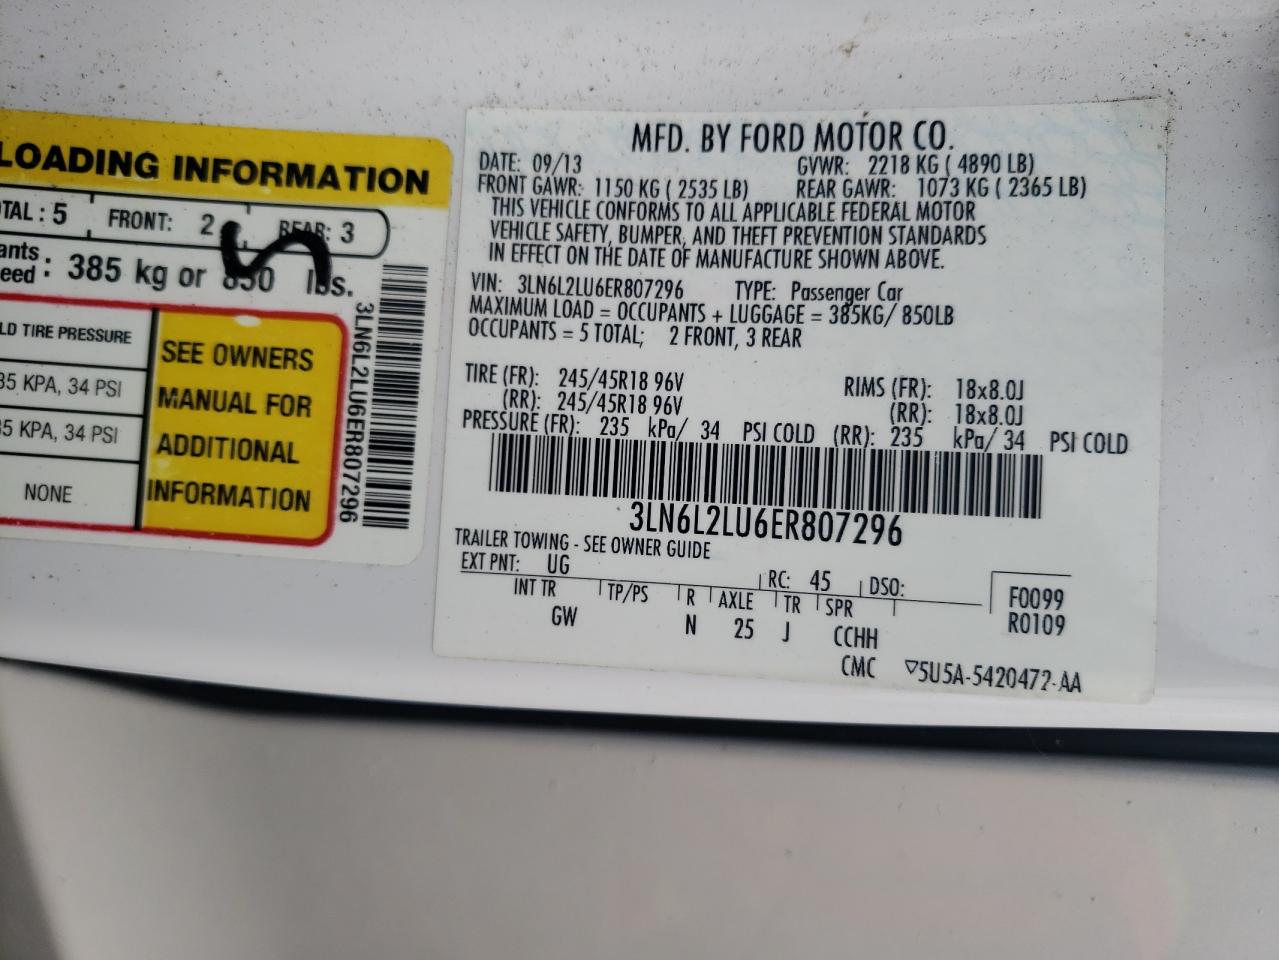 LOADING INFORMATION
TOTAL: 5 FRONT: 2 REAR: 3
385 kg or 850 lbs.
TIRE PRESSURE
35 KPA, 34 PSI
35 KPA, 34 PSI
NONE
SEE OWNERS
MANUAL FOR
ADDITIONAL
INFORMATION
3LN6L2LU6ER807296
MFD. BY FORD MOTOR CO.
DATE: 09/13 GVWR: 2218 KG ( 4890 LB)
FRONT GAWR: 1150 KG ( 2535 LB) REAR GAWR: 1073 KG ( 2365 LB)
THIS VEHICLE CONFORMS TO ALL APPLICABLE FEDERAL MOTOR
VEHICLE SAFETY, BUMPER, AND THEFT PREVENTION STANDARDS
IN EFFECT ON THE DATE OF MANUFACTURE SHOWN ABOVE.
VIN: 3LN6L2LU6ER807296 TYPE: Passenger Car
MAXIMUM LOAD = OCCUPANTS + LUGGAGE = 385KG/ 850LB
OCCUPANTS = 5 TOTAL; 2 FRONT, 3 REAR
TIRE (FR): 245/45R18 96V RIMS (FR): 18x8.0J
(RR): 245/45R18 96V (RR): 18x8.0J
PRESSURE (FR): 235 kPa/ 34 PSI COLD (RR): 235 kPa/ 34 PSI COLD
3LN6L2LU6ER807296
TRAILER TOWING - SEE OWNER GUIDE
EXT PNT: UG RC: 45 DSO:
INT TR TP/PS R AXLE TR SPR F0099
GW N 25 J CCHH R0109
CMC ▽5U5A-5420472-AA